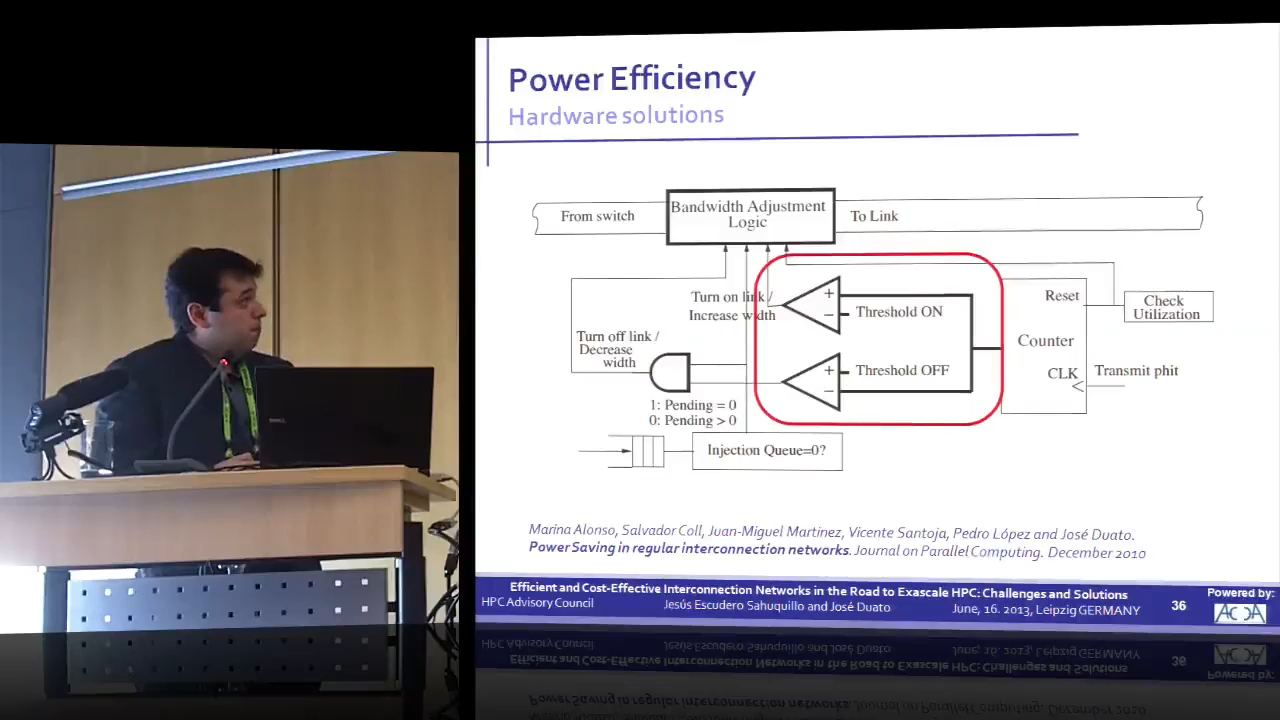 Power Efficiency
Hardware solutions
From switch
Bandwidth Adjustment
Logic
To Link
Turn on link /
Increase width
Threshold ON
Reset
Check
Utilization
Turn off link /
Decrease
width
Counter
Threshold OFF
CLK
Transmit phit
1: Pending = 0
0: Pending > 0
Injection Queue=0?
Marina Alonso, Salvador Coll, Juan-Miguel Martinez, Vicente Santoja, Pedro López and José Duato.
Power Saving in regular interconnection networks. Journal on Parallel Computing. December 2010
Efficient and Cost-Effective Interconnection Networks in the Road to Exascale HPC: Challenges and Solutions
HPC Advisory Council
Jesús Escudero Sahuquillo and José Duato
June, 16. 2013, Leipzig GERMANY
36
Powered by: